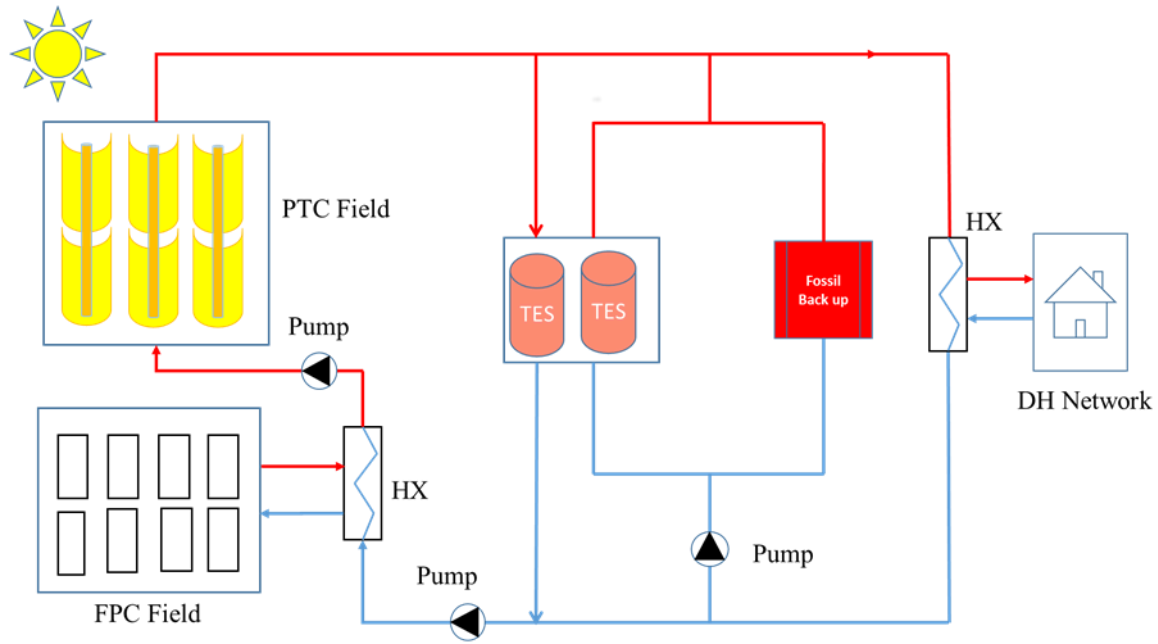 PTC Field
HX
TES
TES
Fossil
Back up
Pump
DH Network
HX
Pump
Pump
FPC Field